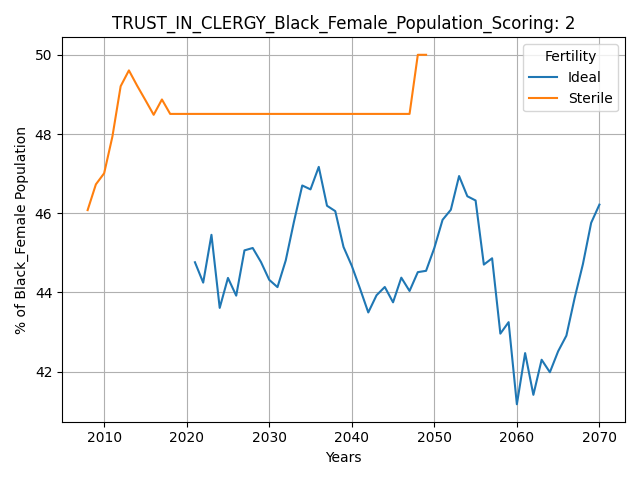 TRUST_IN_CLERGY_Black_Female_Population_Scoring: 2
Fertility
Ideal
Sterile
% of Black_Female Population
50
48
46
44
42
2010 2020 2030 2040 2050 2060 2070
Years